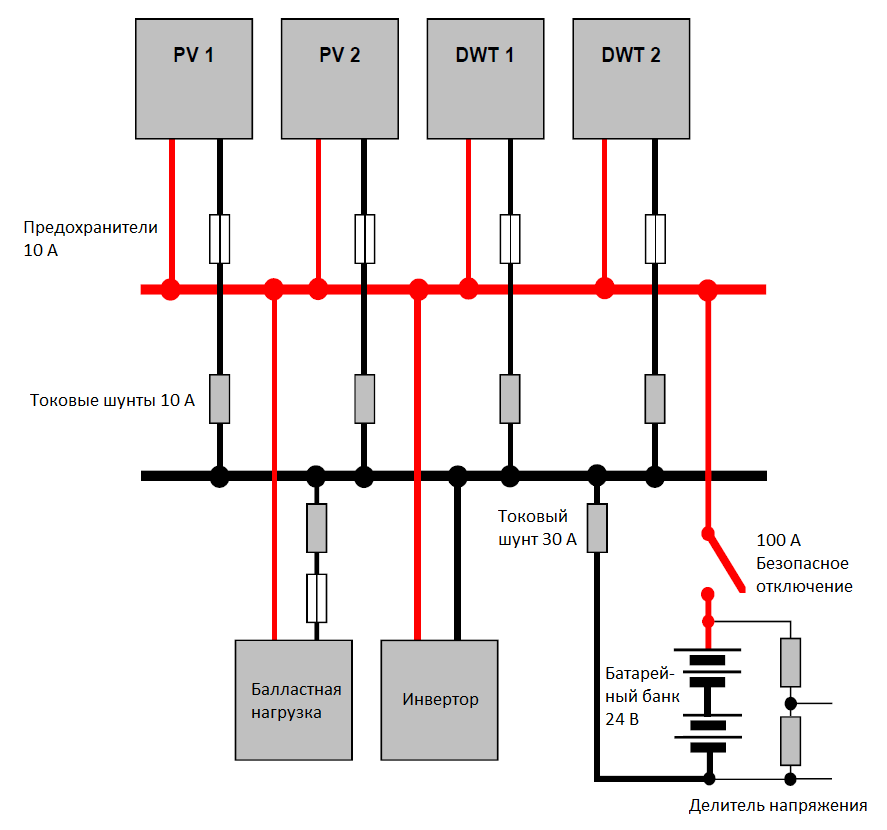 PV 1
PV 2
DWT 1
DWT 2
Предохранители
10 А
Токовые шунты 10 А
Токовый
шунт 30 А
100 А
Безопасное
отключение
Батарей-
ный банк
24 В
Балластная
нагрузка
Инвертор
Делитель напряжения